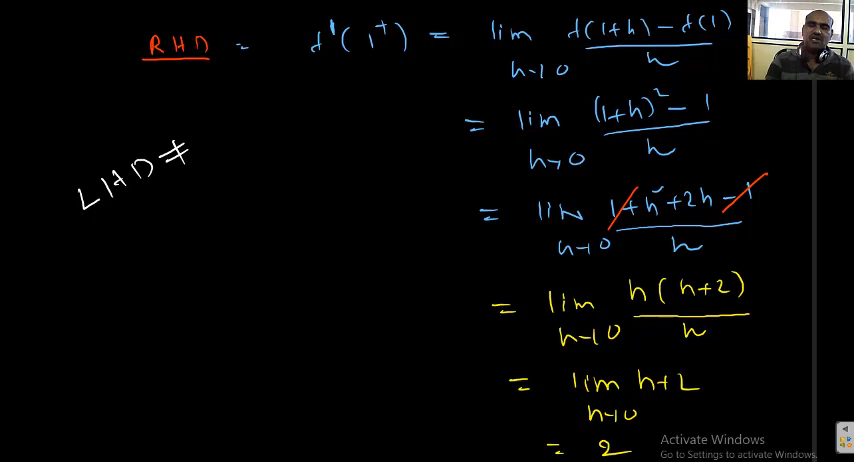 RHD = f'(1⁺) = lim h→0 f(1+h) – f(1) / h
= lim h→0 (1+h)² – 1 / h
LHD ≠
= lim h→0 1 + h² + 2h – 1 / h
= lim h→0 h(h+2) / h
= lim h→0 h+2
= 2
Activate Windows
Go to Settings to activate Windows.